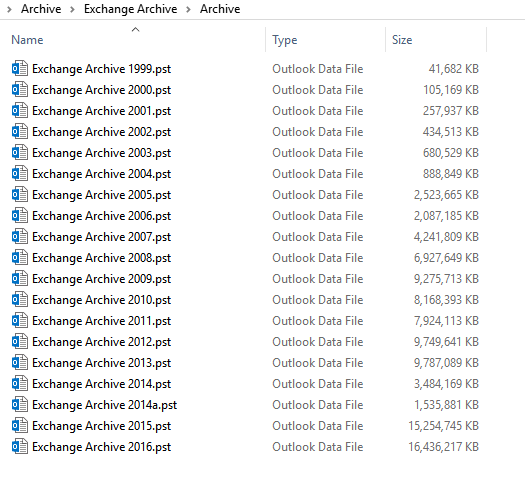 Archive > Exchange Archive > Archive
Name Type Size
Exchange Archive 1999.pst Outlook Data File 41,682 KB
Exchange Archive 2000.pst Outlook Data File 105,169 KB
Exchange Archive 2001.pst Outlook Data File 257,937 KB
Exchange Archive 2002.pst Outlook Data File 434,513 KB
Exchange Archive 2003.pst Outlook Data File 680,529 KB
Exchange Archive 2004.pst Outlook Data File 888,849 KB
Exchange Archive 2005.pst Outlook Data File 2,523,665 KB
Exchange Archive 2006.pst Outlook Data File 2,087,185 KB
Exchange Archive 2007.pst Outlook Data File 4,241,809 KB
Exchange Archive 2008.pst Outlook Data File 6,927,649 KB
Exchange Archive 2009.pst Outlook Data File 9,275,713 KB
Exchange Archive 2010.pst Outlook Data File 8,168,393 KB
Exchange Archive 2011.pst Outlook Data File 7,924,113 KB
Exchange Archive 2012.pst Outlook Data File 9,749,641 KB
Exchange Archive 2013.pst Outlook Data File 9,787,089 KB
Exchange Archive 2014.pst Outlook Data File 3,484,169 KB
Exchange Archive 2014a.pst Outlook Data File 1,535,881 KB
Exchange Archive 2015.pst Outlook Data File 15,254,745 KB
Exchange Archive 2016.pst Outlook Data File 16,436,217 KB